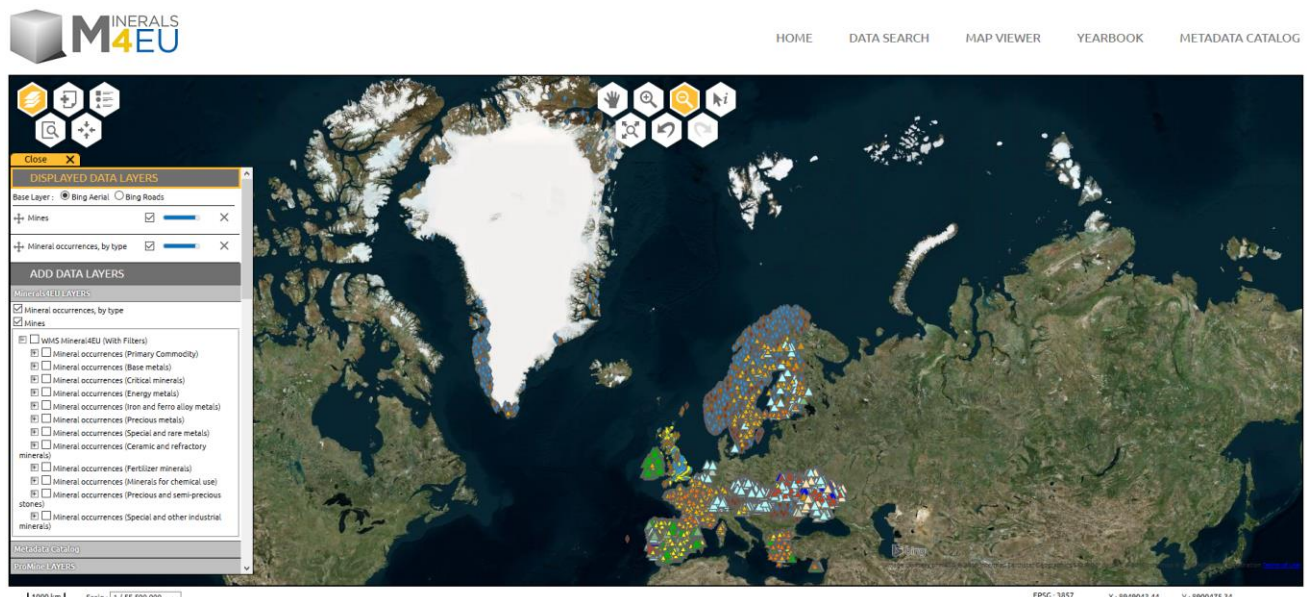 MINERALS
4EU
HOME DATA SEARCH MAP VIEWER YEARBOOK METADATA CATALOG
Close X
DISPLAYED DATA LAYERS
Base Layer : Bing Aerial Bing Roads
Mines
Mineral occurrences, by type
ADD DATA LAYERS
Minerals4EU LAYERS
Mineral occurrences, by type
Mines
WMS Mineral4EU (With Filters)
Mineral occurrences (Primary Commodity)
Mineral occurrences (Base metals)
Mineral occurrences (Critical minerals)
Mineral occurrences (Energy metals)
Mineral occurrences (Iron and ferro alloy metals)
Mineral occurrences (Precious metals)
Mineral occurrences (Special and rare metals)
Mineral occurrences (Ceramic and refractory
minerals)
Mineral occurrences (Fertilizer minerals)
Mineral occurrences (Minerals for chemical use)
Mineral occurrences (Precious and semi-precious
stones)
Mineral occurrences (Special and other industrial
minerals)
Metadata Catalog
ProMine LAYERS
bing
1000 km Scale :
EPSG : 3857